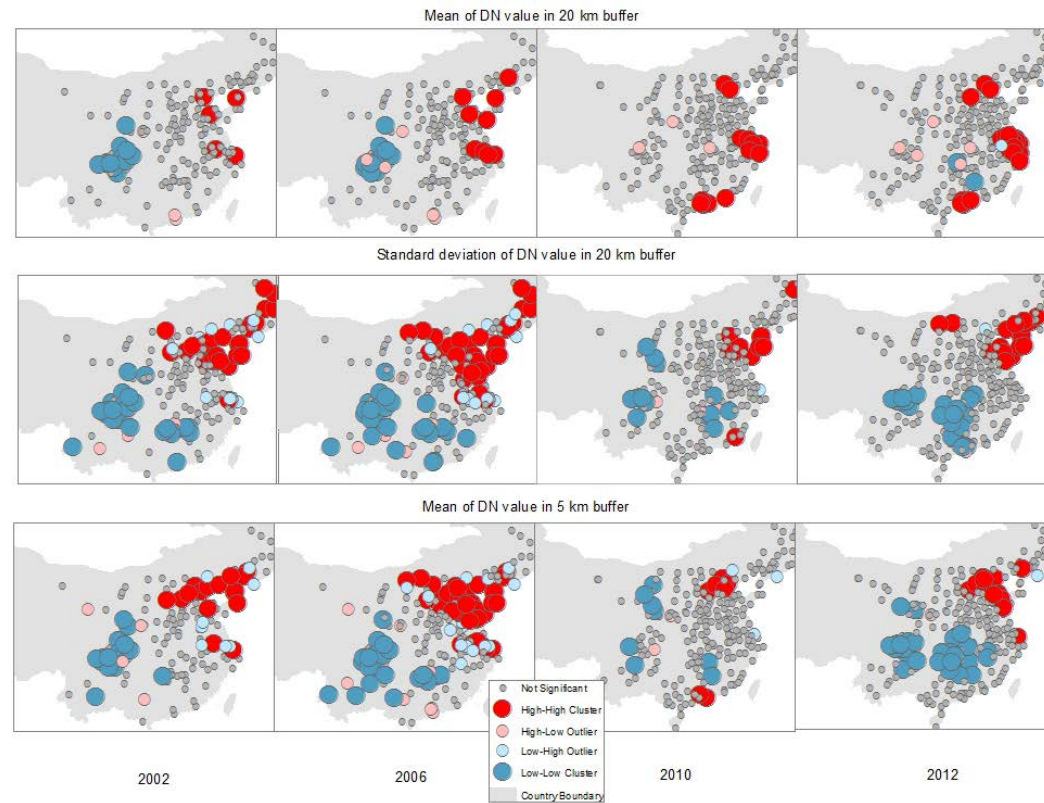 Mean of DN value in 20 km buffer
Standard deviation of DN value in 20 km buffer
Mean of DN value in 5 km buffer
Not Significant
High-High Cluster
High-Low Outlier
Low-High Outlier
Low-Low Cluster
Country Boundary
2002
2006
2010
2012